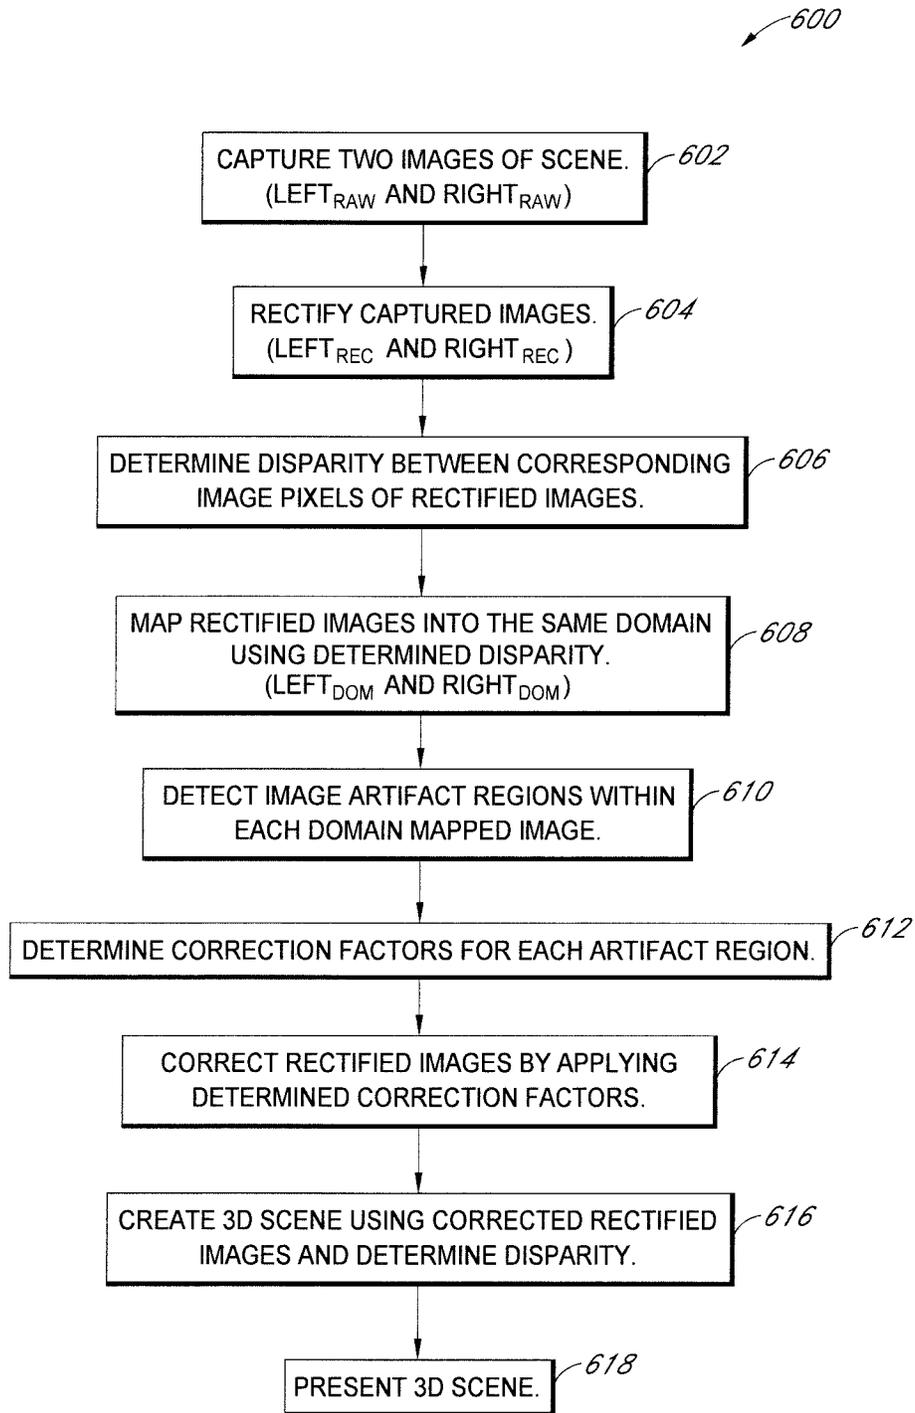 600
CAPTURE TWO IMAGES OF SCENE.
(LEFTRAW AND RIGHTRAW)
602
RECTIFY CAPTURED IMAGES.
(LEFTREC AND RIGHTREC)
604
DETERMINE DISPARITY BETWEEN CORRESPONDING
IMAGE PIXELS OF RECTIFIED IMAGES.
606
MAP RECTIFIED IMAGES INTO THE SAME DOMAIN
USING DETERMINED DISPARITY.
(LEFTDOM AND RIGHTDOM)
608
DETECT IMAGE ARTIFACT REGIONS WITHIN
EACH DOMAIN MAPPED IMAGE.
610
DETERMINE CORRECTION FACTORS FOR EACH ARTIFACT REGION.
612
CORRECT RECTIFIED IMAGES BY APPLYING
DETERMINED CORRECTION FACTORS.
614
CREATE 3D SCENE USING CORRECTED RECTIFIED
IMAGES AND DETERMINE DISPARITY.
616
PRESENT 3D SCENE.
618